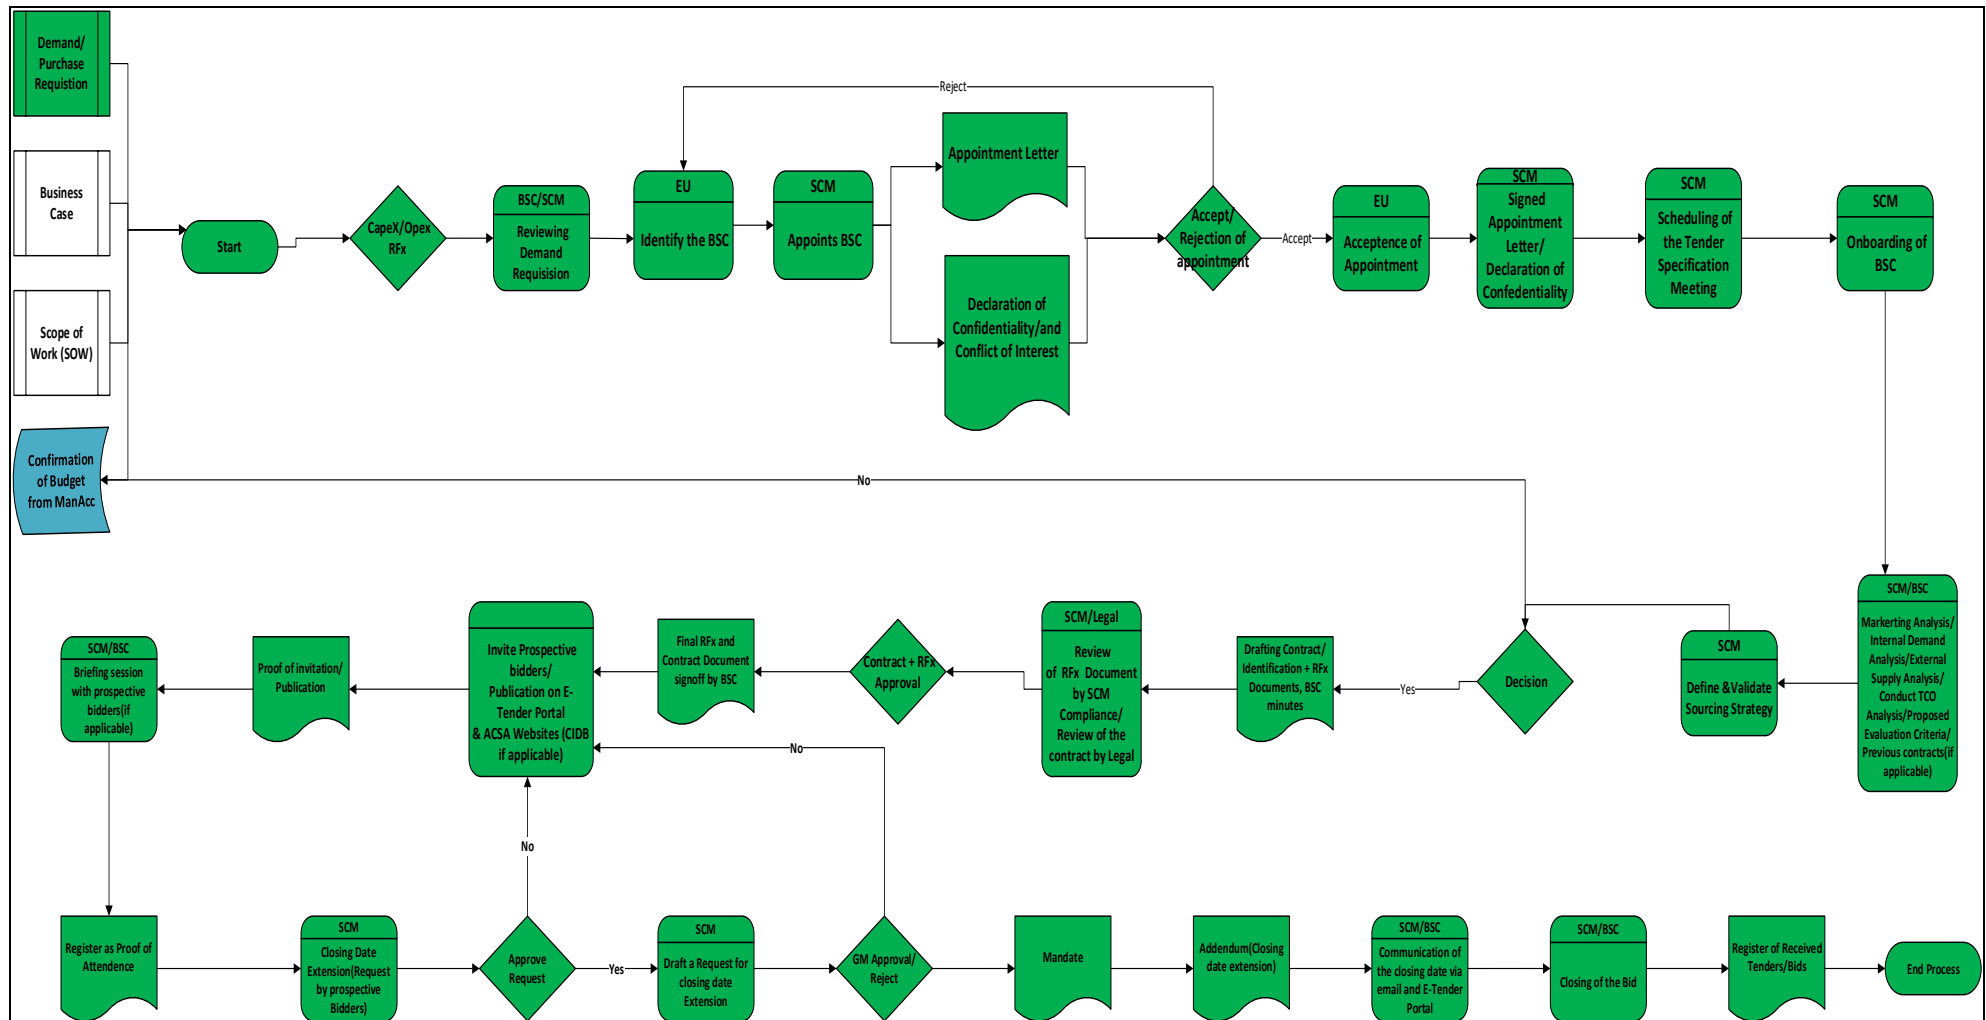 Demand/
Purchase
Requistion
Business
Case
Scope of
Work (SOW)
Confirmation
of Budget
from ManAcc
Start
CapeX/Opex
RFx
BSC/SCM
Reviewing
Demand
Requisision
EU
Identify the BSC
SCM
Appoints BSC
Reject
Appointment Letter
Declaration of
Confidentiality/and
Conflict of Interest
Accept/
Rejection of
appointment
Accept
EU
Acceptence of
Appointment
SCM
Signed
Appointment
Letter/
Declaration of
Confedentiality
SCM
Scheduling of
the Tender
Specification
Meeting
SCM
Onboarding of
BSC
No
SCM/BSC
Markerting Analysis/
Internal Demand
Analysis/External
Supply Analysis/
Conduct TCO
Analysis/Proposed
Evaluation Criteria/
Previous contracts(if
applicable)
SCM
Define &Validate
Sourcing Strategy
Decision
Yes
Drafting Contract/
Identification + RFx
Documents, BSC
minutes
SCM/Legal
Review
of RFx Document
by SCM
Compliance/
Review of the
contract by Legal
Contract + RFx
Approval
Final RFx and
Contract Document
signoff by BSC
Invite Prospective
bidders/
Publication on E-
Tender Portal
& ACSA Websites (CIDB
if applicable)
Proof of invitation/
Publication
SCM/BSC
Briefing session
with prospective
bidders(if
applicable)
No
No
Register as Proof of
Attendence
SCM
Closing Date
Extension(Request
by prospective
Bidders)
Approve
Request
Yes
SCM
Draft a Request for
closing date
Extension
GM Approval/
Reject
Mandate
Addendum(Closing
date extension)
SCM/BSC
Communication of
the closing date via
email and E-Tender
Portal
SCM/BSC
Closing of the Bid
Register of Received
Tenders/Bids
End Process